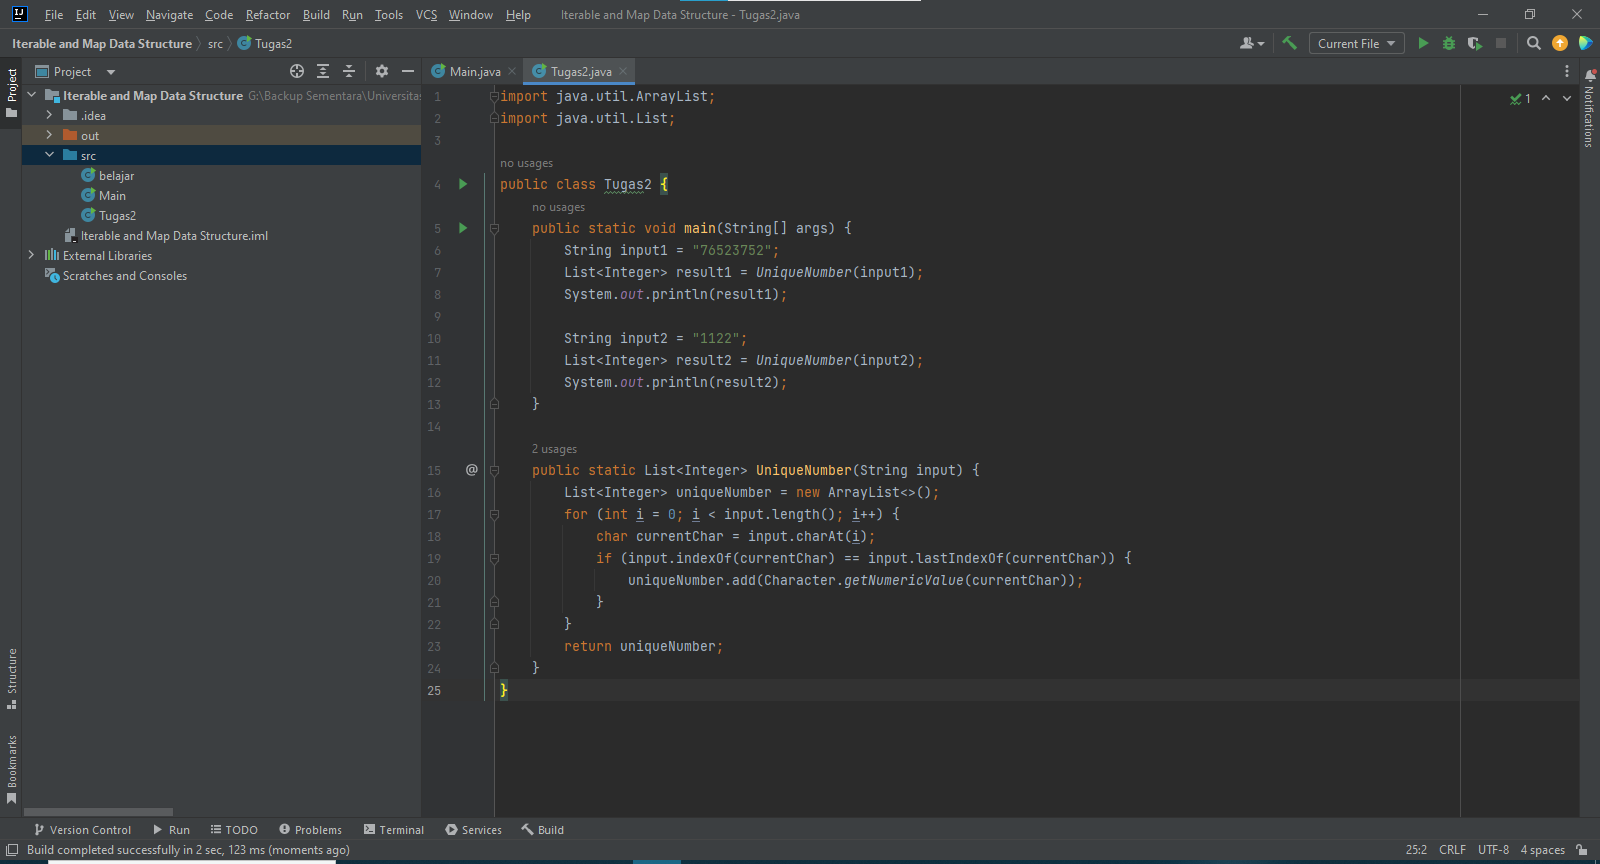 File Edit View Navigate Code Refactor Build Run Tools VCS Window Help Iterable and Map Data Structure - Tugas2.java
Iterable and Map Data Structure src Tugas2 Current File
Project
Main.java Tugas2.java
Project
Iterable and Map Data Structure G:\Backup Sementara\Universitas
.idea
out
src
belajar
Main
Tugas2
Iterable and Map Data Structure.iml
External Libraries
Scratches and Consoles
Structure
Bookmarks
1 import java.util.ArrayList;
2 import java.util.List;
3
no usages
4 public class Tugas2 {
no usages
5 public static void main(String[] args) {
6 String input1 = "76523752";
7 List<Integer> result1 = UniqueNumber(input1);
8 System.out.println(result1);
9
10 String input2 = "1122";
11 List<Integer> result2 = UniqueNumber(input2);
12 System.out.println(result2);
13 }
14
2 usages
15 @ public static List<Integer> UniqueNumber(String input) {
16 List<Integer> uniqueNumber = new ArrayList<>();
17 for (int i = 0; i < input.length(); i++) {
18 char currentChar = input.charAt(i);
19 if (input.indexOf(currentChar) == input.lastIndexOf(currentChar)) {
20 uniqueNumber.add(Character.getNumericValue(currentChar));
21 }
22 }
23 return uniqueNumber;
24 }
25 }
1
Notifications
Version Control Run TODO Problems Terminal Services Build
Build completed successfully in 2 sec, 123 ms (moments ago) 25:2 CRLF UTF-8 4 spaces